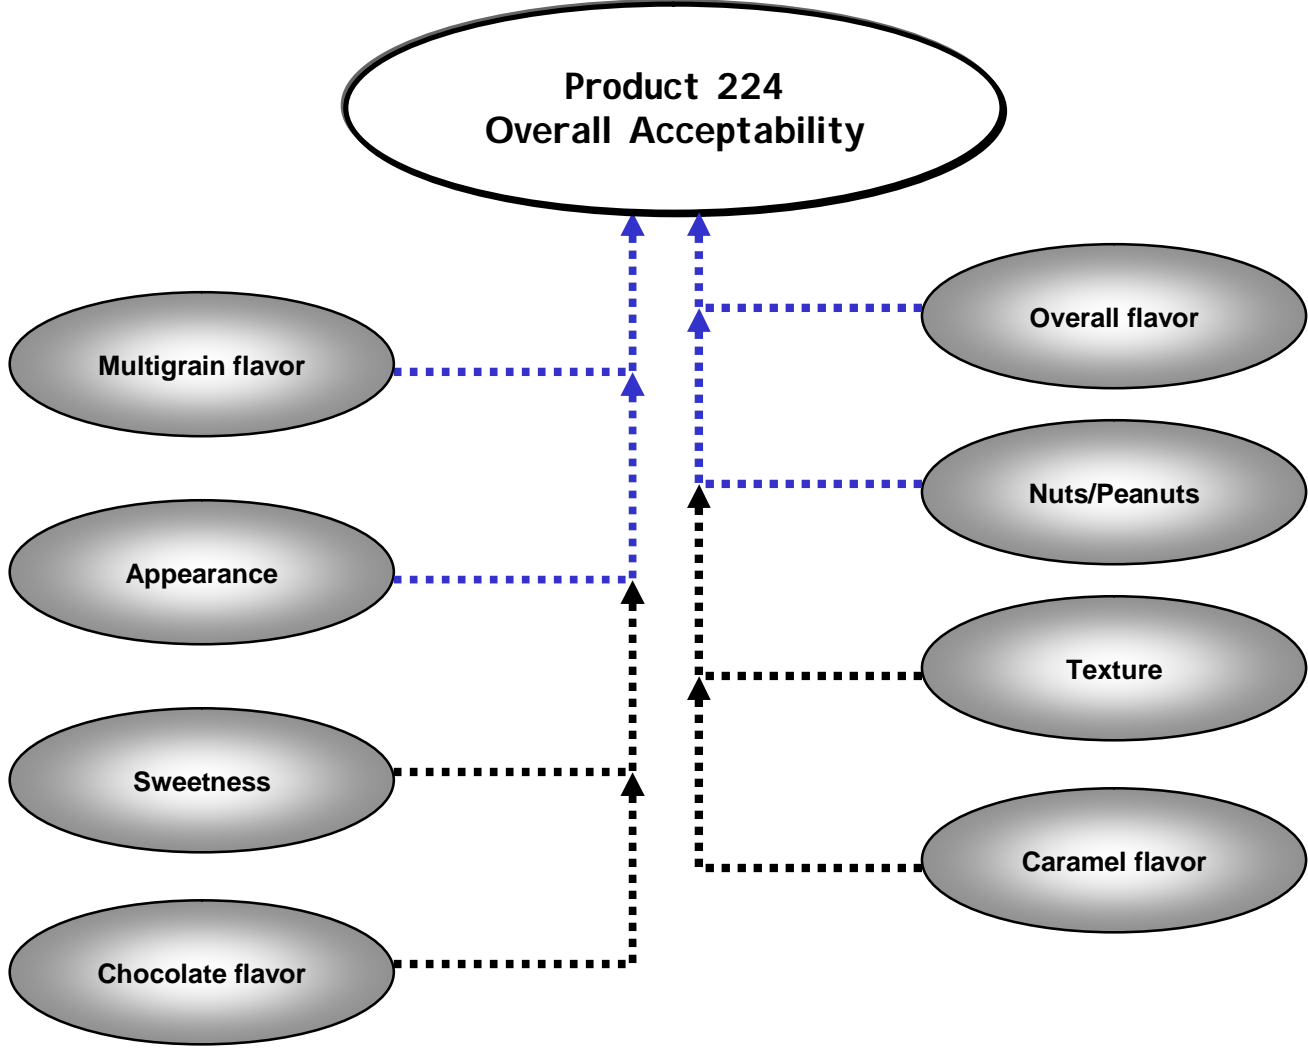 Product 224
Overall Acceptability
Overall flavor
Multigrain flavor
Nuts/Peanuts
Appearance
Texture
Sweetness
Caramel flavor
Chocolate flavor